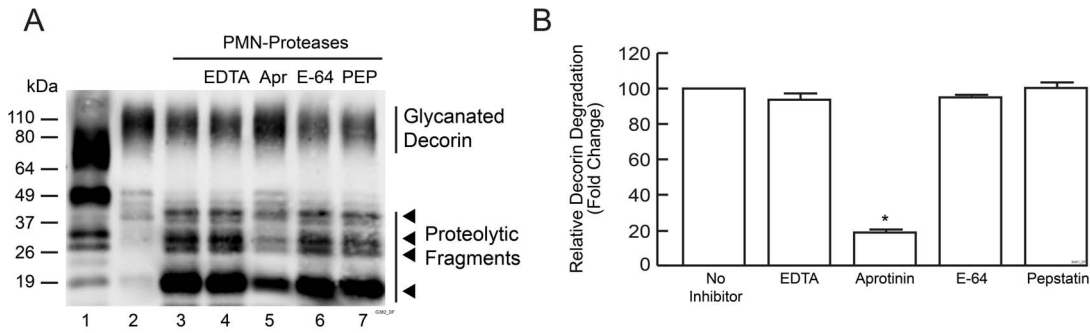 A
PMN-Proteases
EDTA Apr E-64 PEP
kDa
110
80
64
49
37
26
19
Glycanated
Decorin
Proteolytic
Fragments
1 2 3 4 5 6 7
B
Relative Decorin Degradation
(Fold Change)
120
100
80
60
40
20
0
*
No
Inhibitor
EDTA
Aprotinin
E-64
Pepstatin